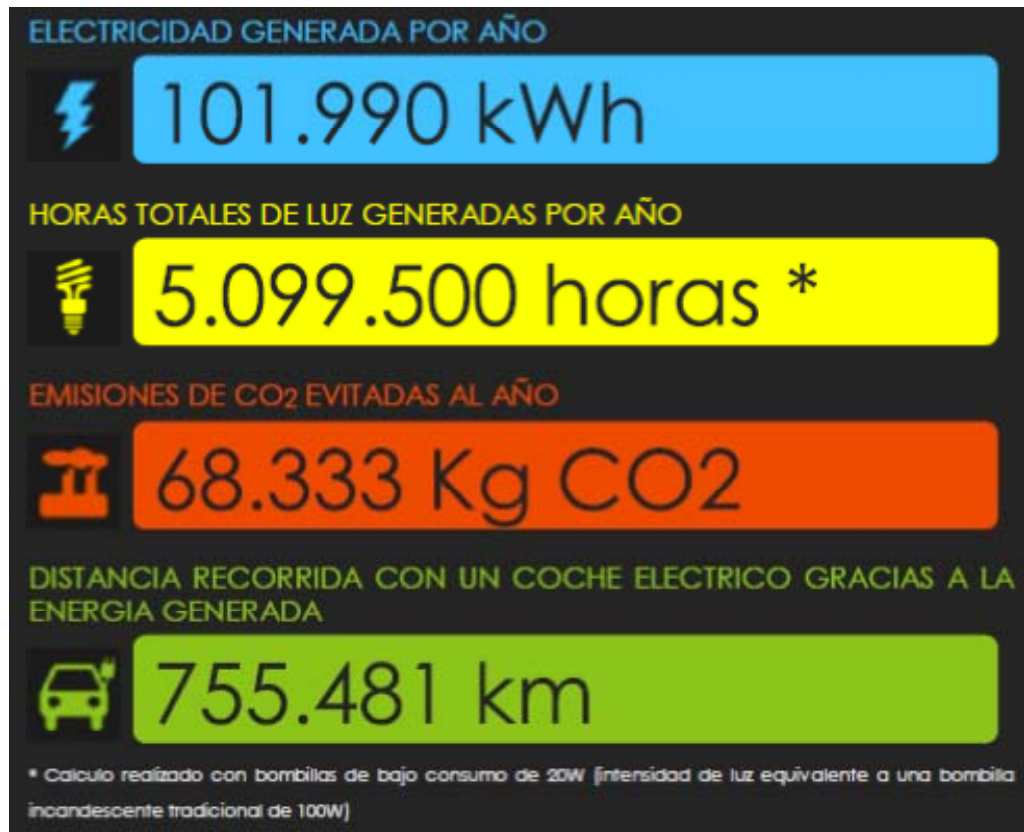 ELECTRICIDAD GENERADA POR AÑO
101.990 kWh
HORAS TOTALES DE LUZ GENERADAS POR AÑO
5.099.500 horas *
EMISIONES DE CO2 EVITADAS AL AÑO
68.333 Kg CO2
DISTANCIA RECORRIDA CON UN COCHE ELECTRICO GRACIAS A LA
ENERGIA GENERADA
755.481 km
* Calculo realizado con bombillas de bajo consumo de 20W (intensidad de luz equivalente a una bombilla
incandescente tradicional de 100W)